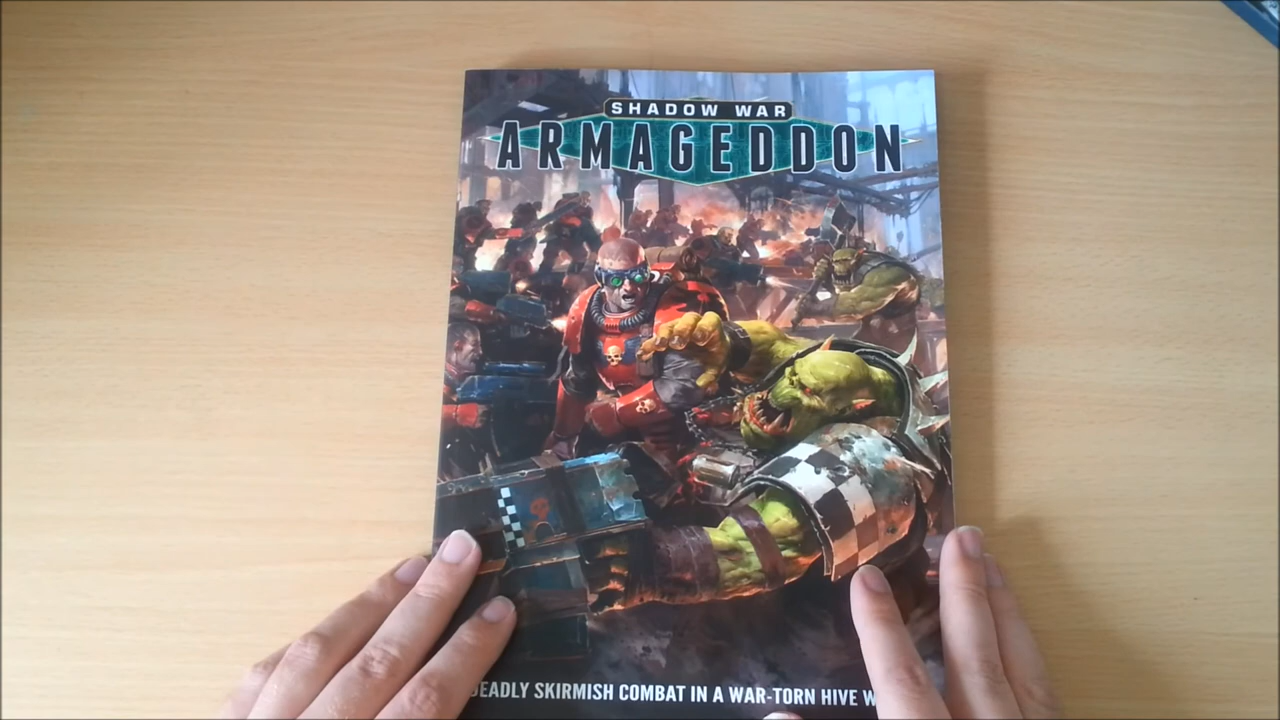 SHADOW WAR
ARMAGEDDON
DEADLY SKIRMISH COMBAT IN A WAR-TORN HIVE